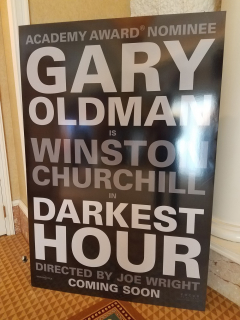 ACADEMY AWARD® NOMINEE
GARY
OLDMAN
IS
WINSTON
CHURCHILL
IN
DARKEST
HOUR
DIRECTED BY JOE WRIGHT
COMING SOON